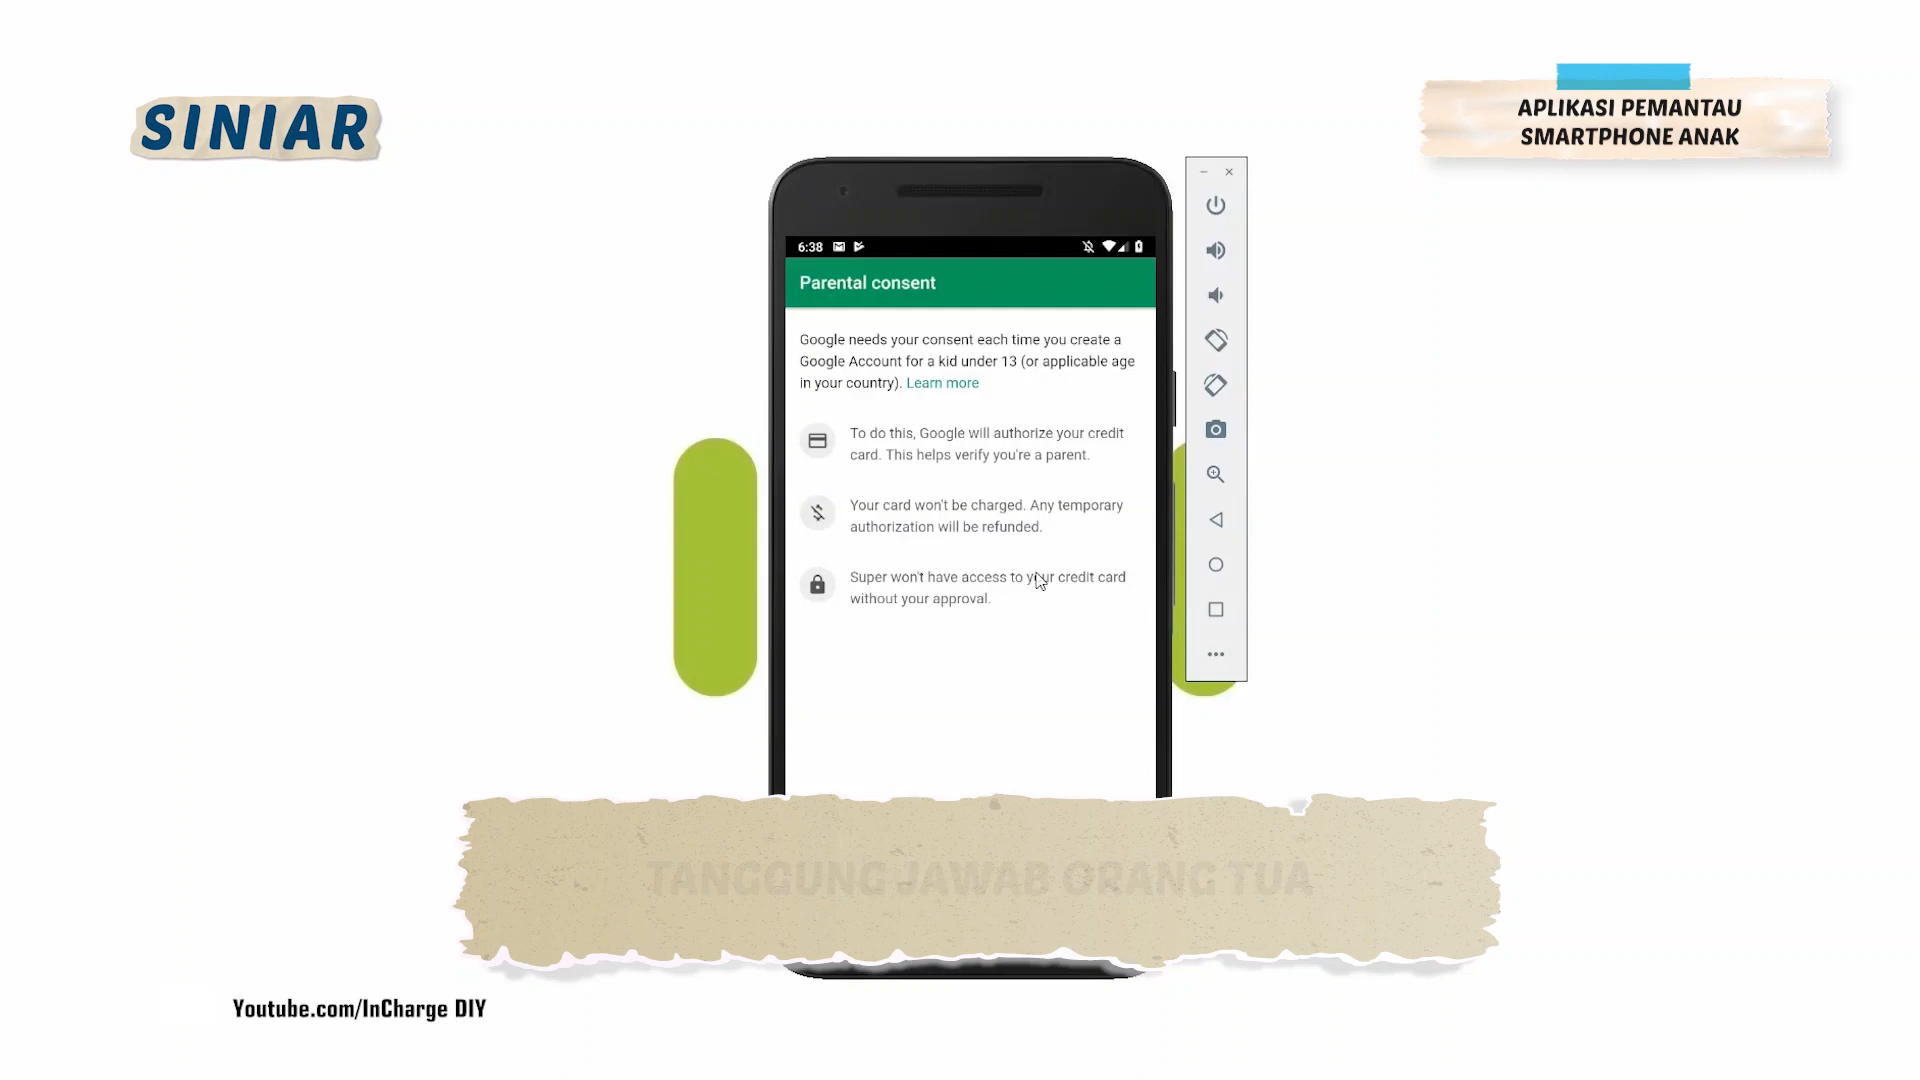 SINIAR
APLIKASI PEMANTAU
SMARTPHONE ANAK
6:38
Parental consent
Google needs your consent each time you create a
Google Account for a kid under 13 (or applicable age
in your country). Learn more
To do this, Google will authorize your credit
card. This helps verify you're a parent.
Your card won't be charged. Any temporary
authorization will be refunded.
Super won't have access to your credit card
without your approval.
TANGGUNG JAWAB ORANG TUA
Youtube.com/InCharge DIY